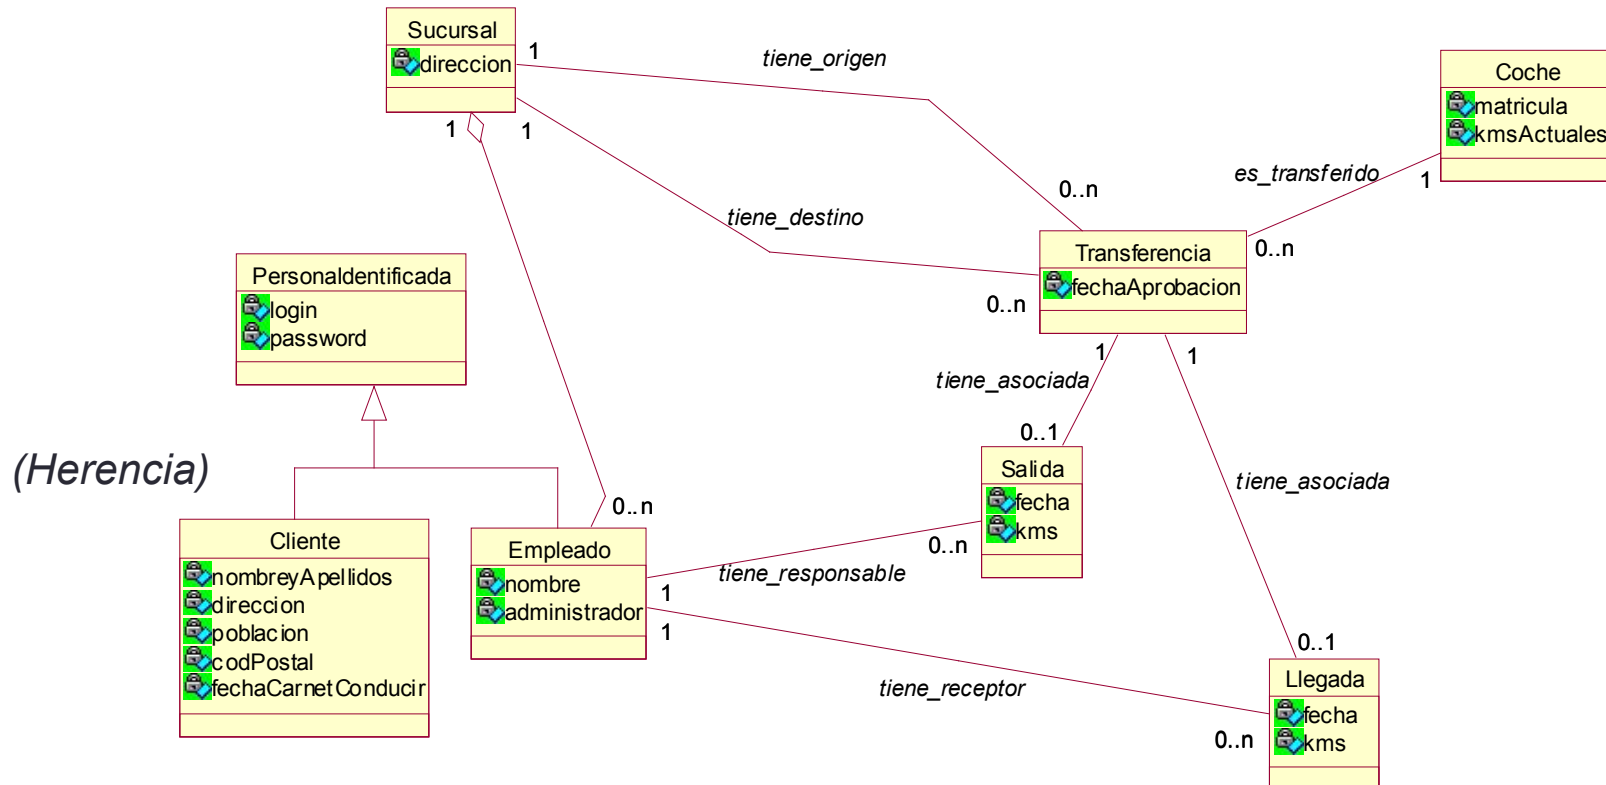 Sucursal
direccion
1
tiene_origen
Coche
matricula
kmsActuales
1
1
tiene_destino
0..n
es_transferido
1
0..n
Transferencia
fechaAprobacion
0..n
PersonaIdentificada
login
password
1
1
tiene_asociada
0..1
(Herencia)
Salida
fecha
kms
tiene_asociada
0..n
Cliente
nombreyApellidos
direccion
poblacion
codPostal
fechaCarnetConducir
Empleado
nombre
administrador
0..n
tiene_responsable
1
1
0..1
tiene_receptor
Llegada
fecha
kms
0..n